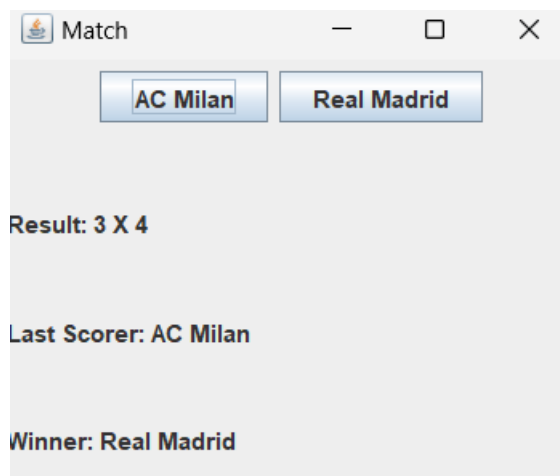 Match
AC Milan Real Madrid
Result: 3 X 4
Last Scorer: AC Milan
Winner: Real Madrid